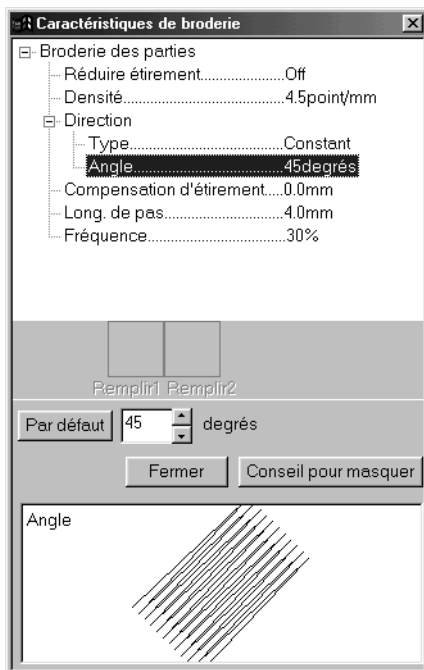 Caractéristiques de broderie
Broderie des parties
Réduire étirement.....................Off
Densité.......................................4.5point/mm
Direction
Type.....................................Constant
Angle....................................45degrés
Compensation d'étirement....0.0mm
Long. de pas.............................4.0mm
Fréquence.................................30%
Remplir1 Remplir2
Par défaut 45 degrés
Fermer Conseil pour masquer
Angle